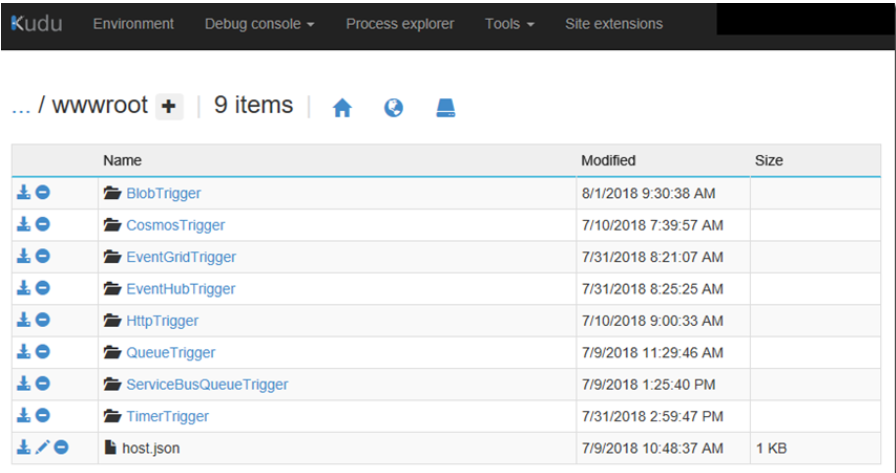 Kudu Environment Debug console Process explorer Tools Site extensions
... / wwwroot + | 9 items |
Name Modified Size
BlobTrigger 8/1/2018 9:30:38 AM
CosmosTrigger 7/10/2018 7:39:57 AM
EventGridTrigger 7/31/2018 8:21:07 AM
EventHubTrigger 7/31/2018 8:25:25 AM
HttpTrigger 7/10/2018 9:00:33 AM
QueueTrigger 7/9/2018 11:29:46 AM
ServiceBusQueueTrigger 7/9/2018 1:25:40 PM
TimerTrigger 7/31/2018 2:59:47 PM
host.json 7/9/2018 10:48:37 AM 1 KB